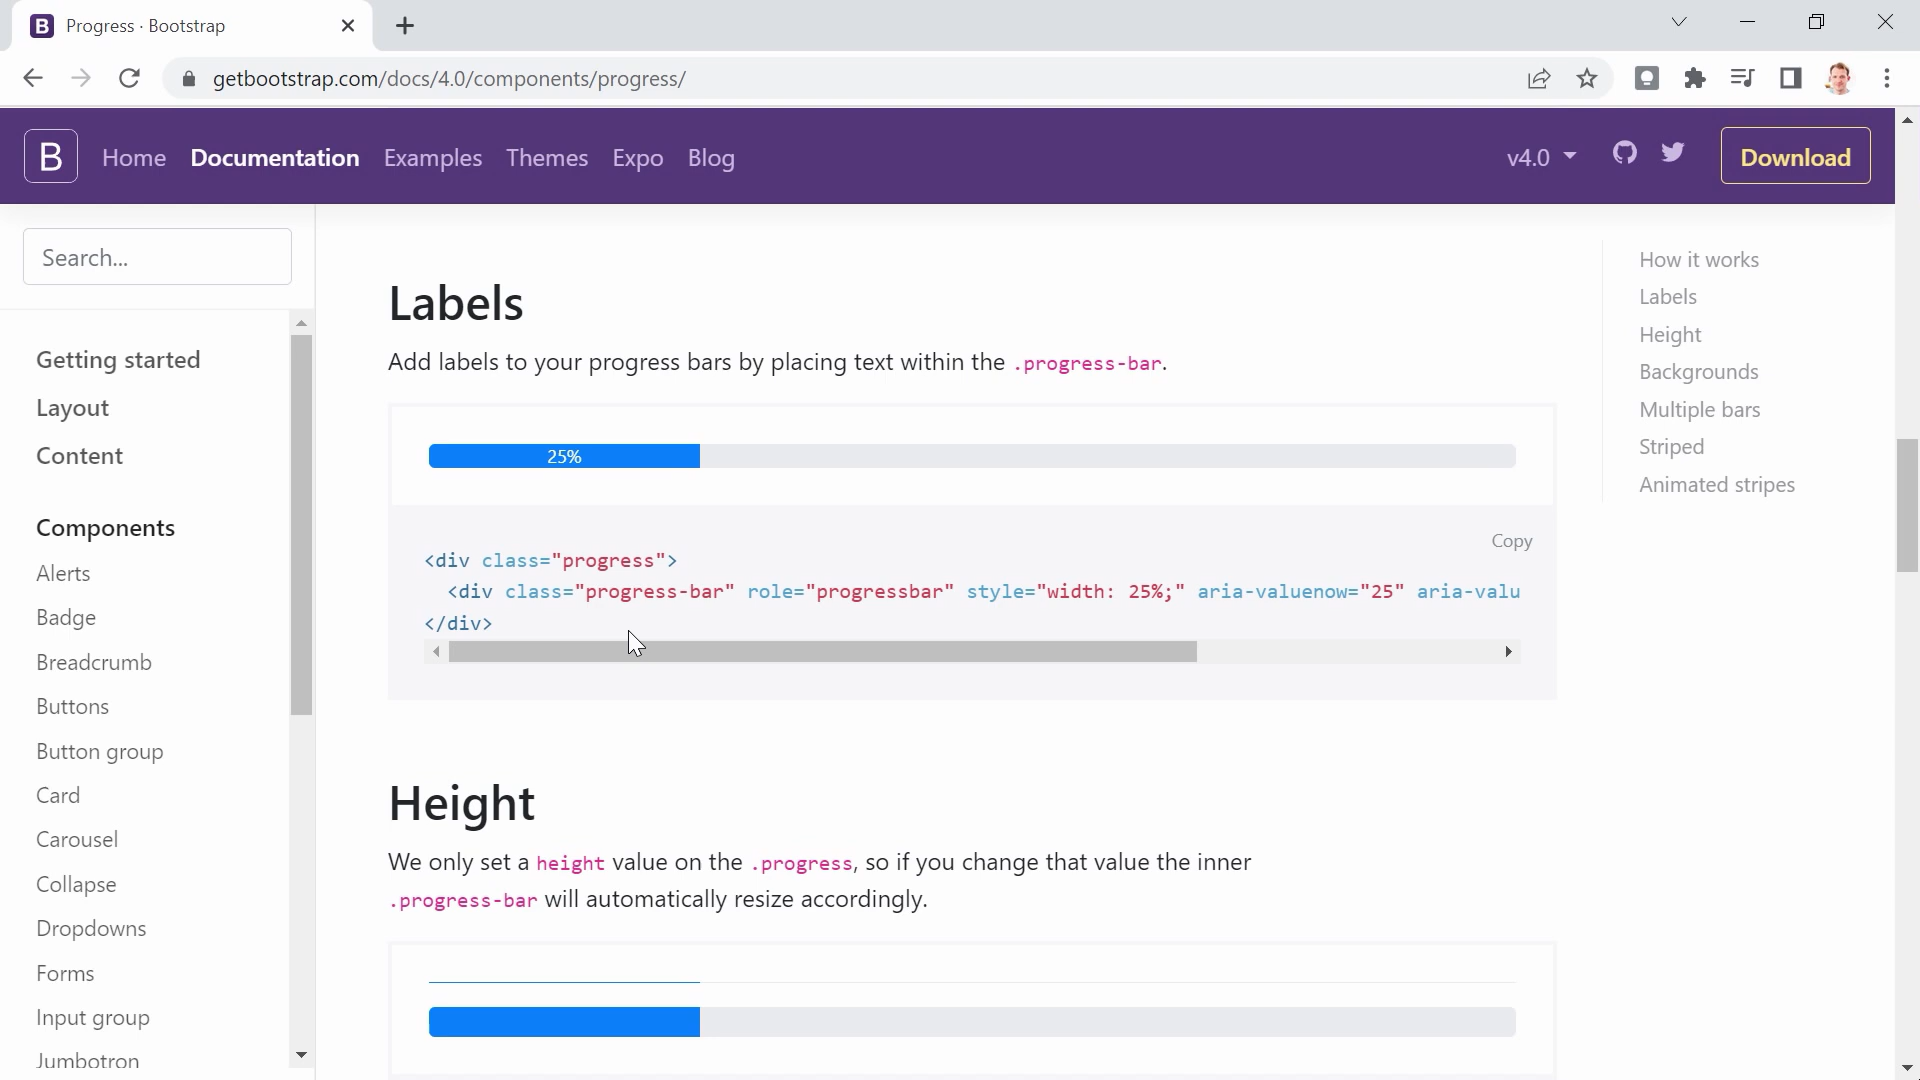 Progress · Bootstrap
getbootstrap.com/docs/4.0/components/progress/
B Home Documentation Examples Themes Expo Blog v4.0 Download
Search...
Getting started
Layout
Content
Components
Alerts
Badge
Breadcrumb
Buttons
Button group
Card
Carousel
Collapse
Dropdowns
Forms
Input group
Jumbotron
Labels
Add labels to your progress bars by placing text within the .progress-bar.
25%
Copy
<div class="progress">
<div class="progress-bar" role="progressbar" style="width: 25%;" aria-valuenow="25" aria-valu
</div>
Height
We only set a height value on the .progress, so if you change that value the inner
.progress-bar will automatically resize accordingly.
How it works
Labels
Height
Backgrounds
Multiple bars
Striped
Animated stripes